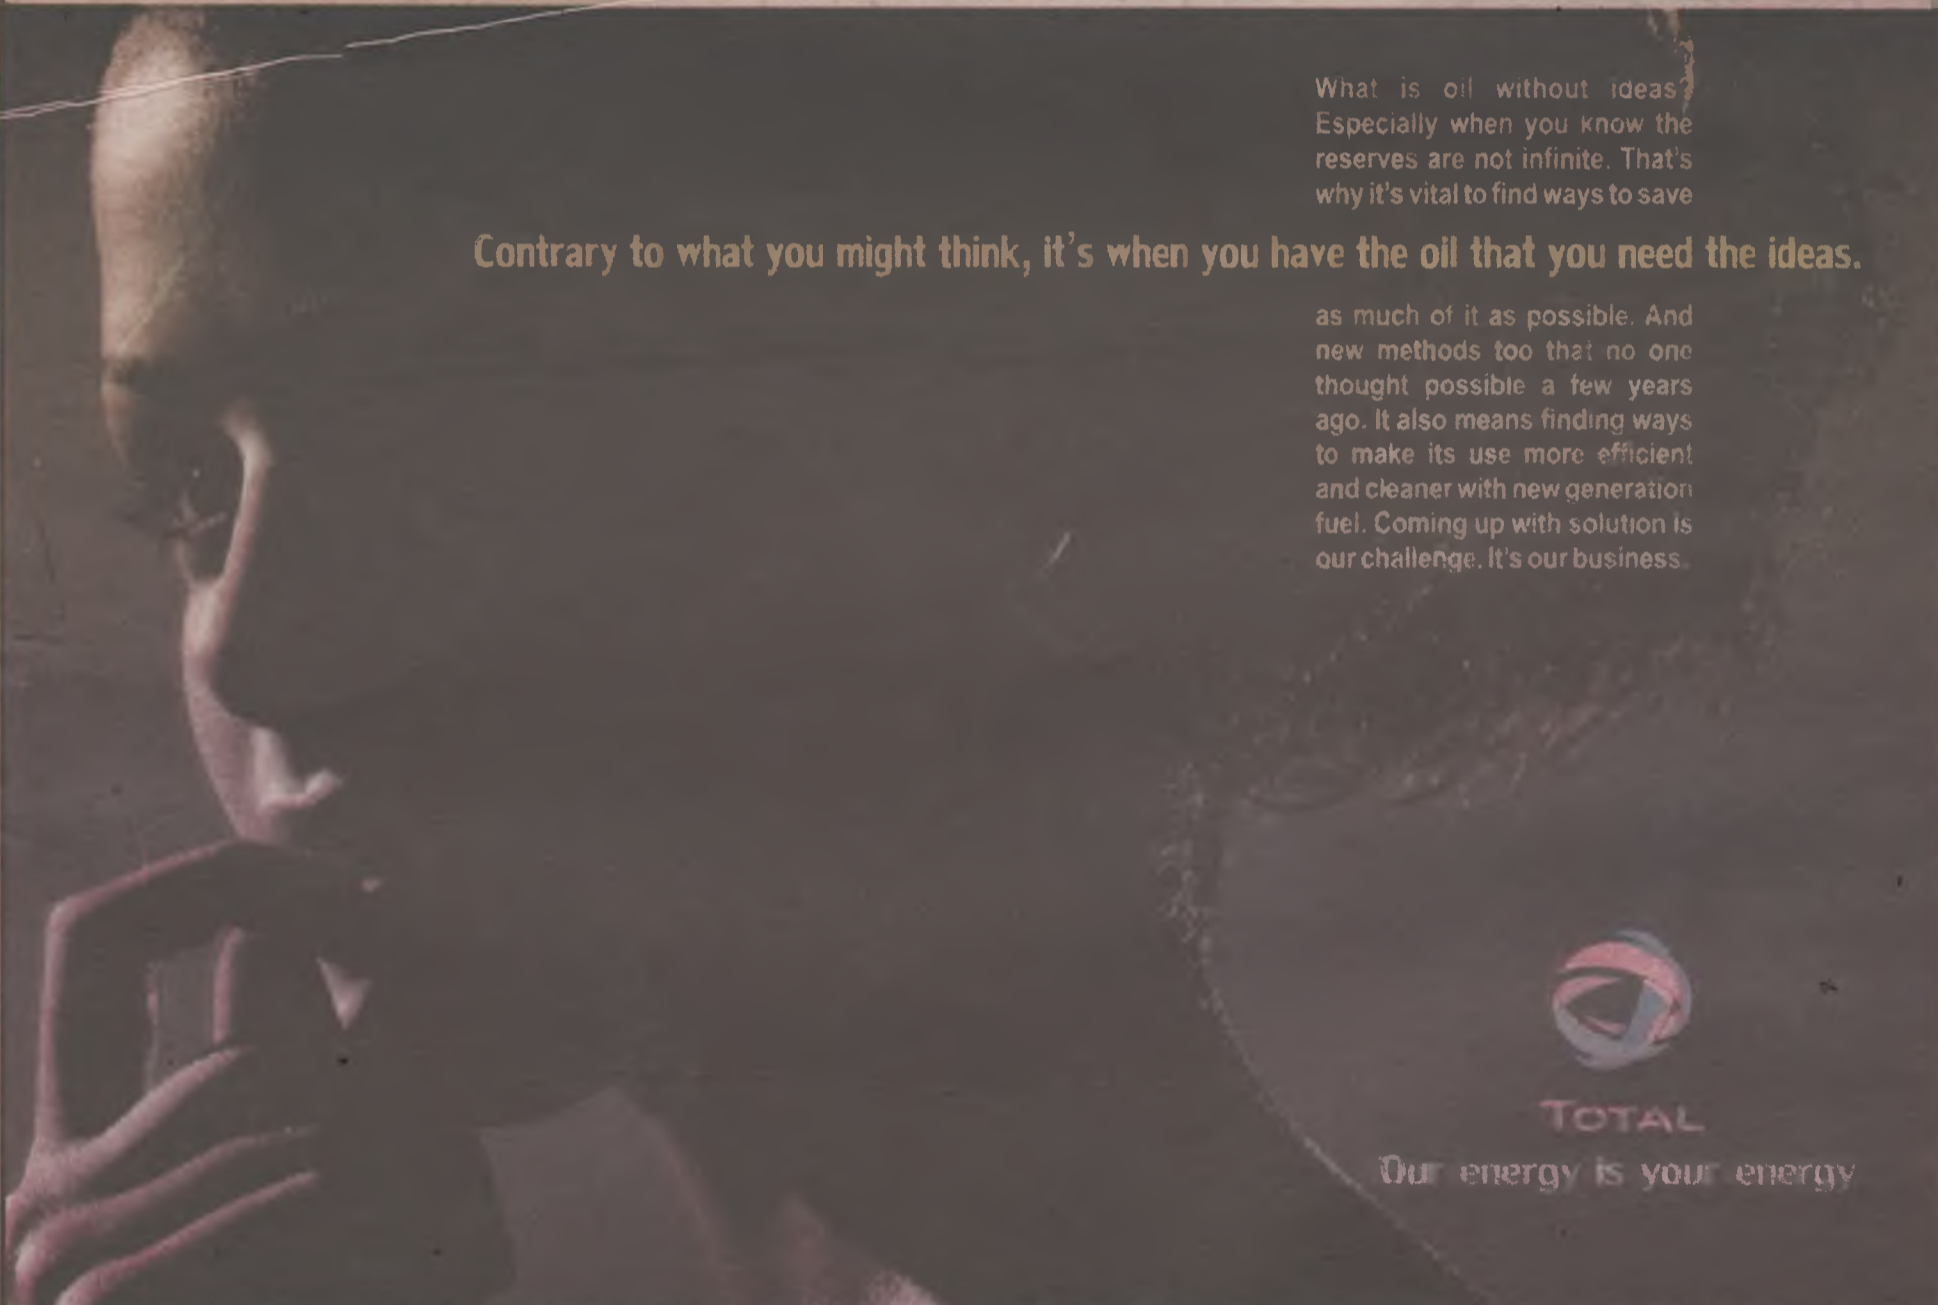 What is oil without ideas?
Especially when you know the
reserves are not infinite. That's
why it's vital to find ways to save
Contrary to what you might think, it's when you have the oil that you need the ideas.
as much of it as possible. And
new methods too that no one
thought possible a few years
ago. It also means finding ways
to make its use more efficient
and cleaner with new generation
fuel. Coming up with solution is
our challenge. It's our business.
TOTAL
Our energy is your energy